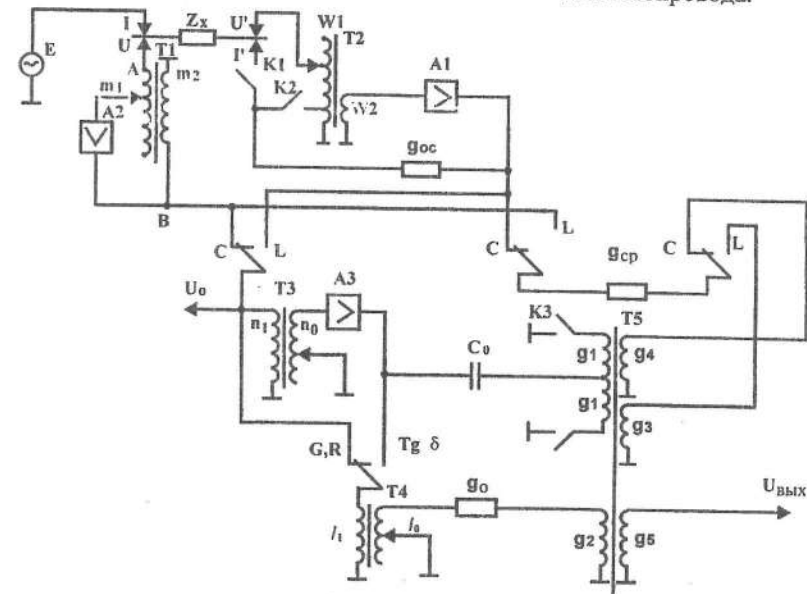 I
Zx
U'
W1
T2
E
U
T1
I'
K1
A1
A
m2
m1
A2
K2
W2
goc
B
L
C
L
C
C
L
gcp
T3
A3
Uo
n1
n0
K3
T5
Co
g1
g4
g1
g3
G,R
Tg δ
T4
go
Uвых
l1
l0
g2
g5